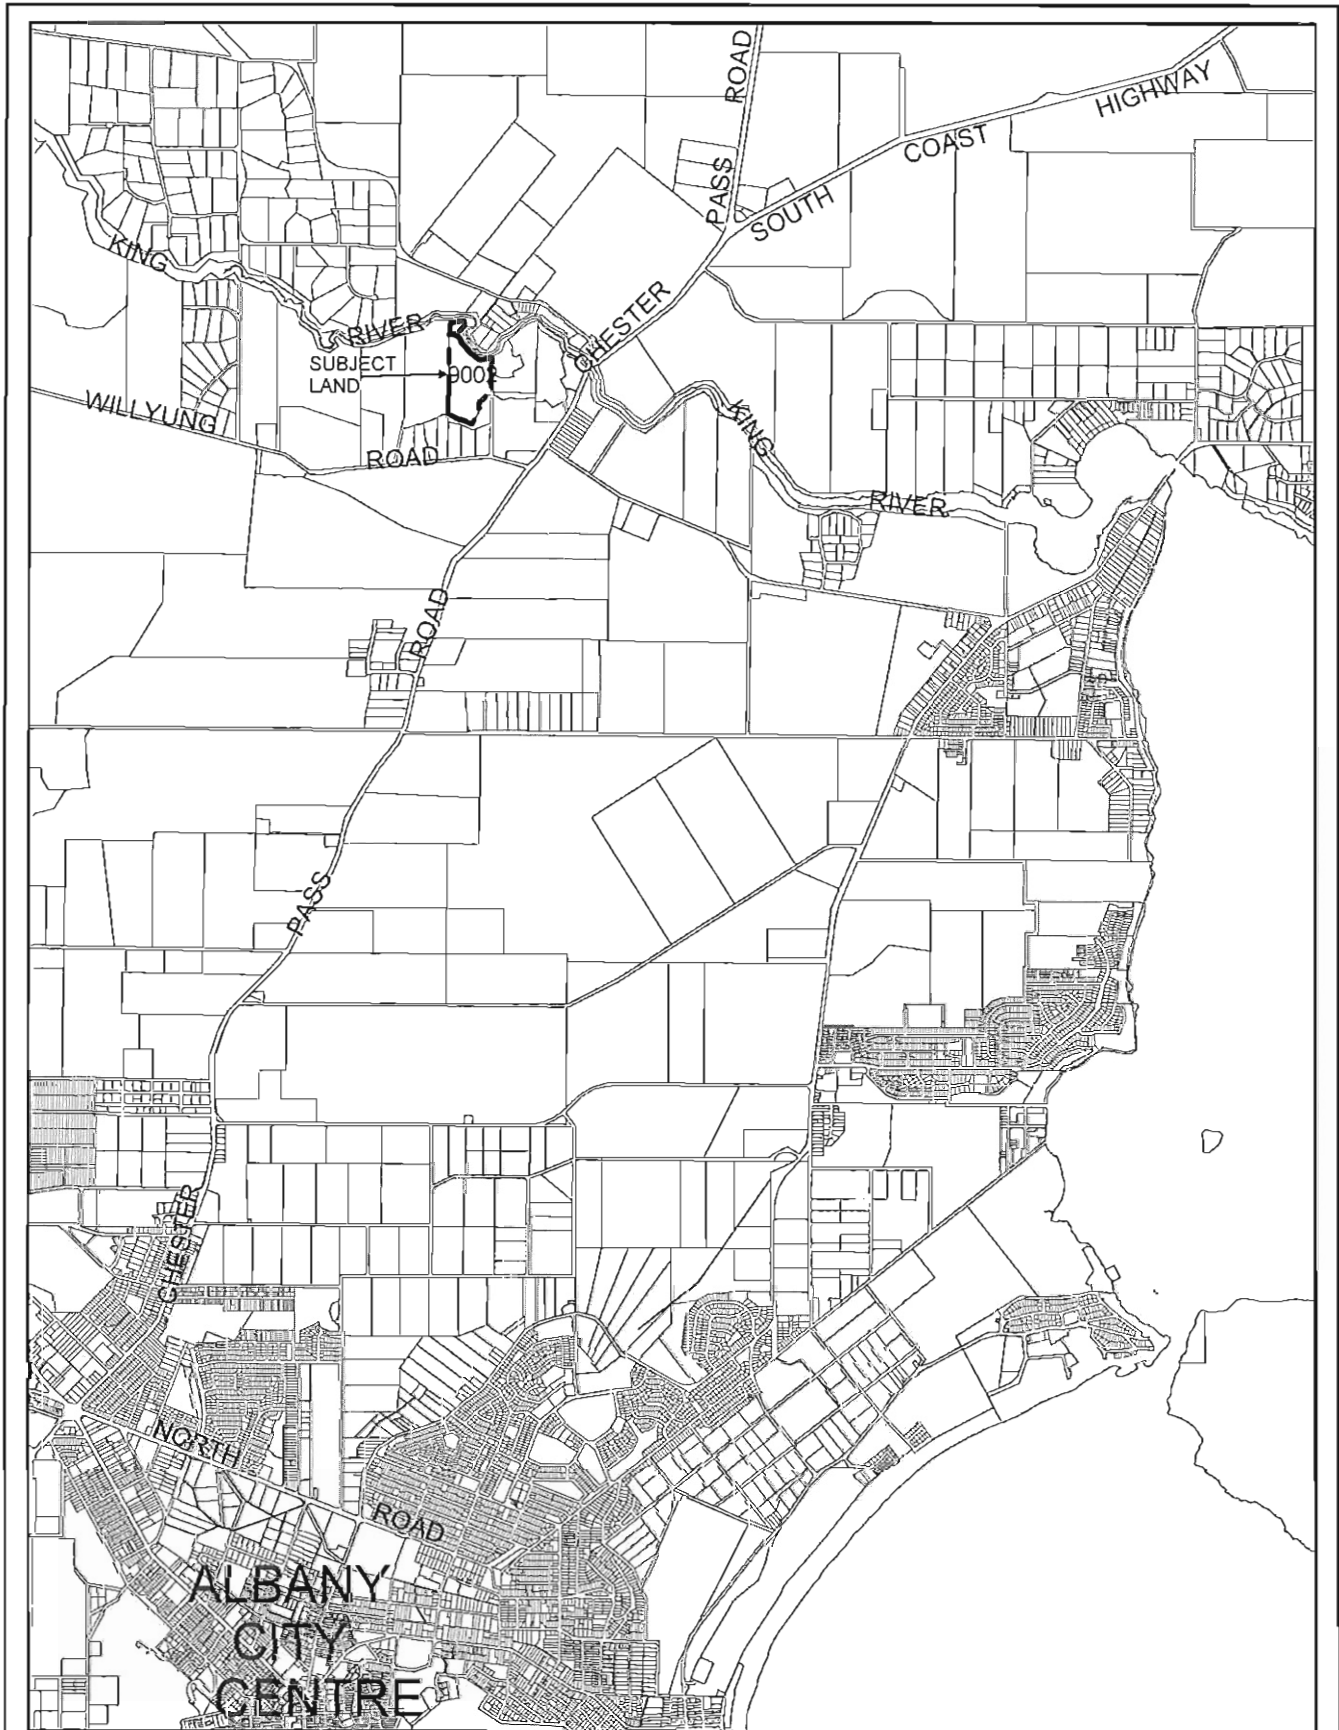 ROAD
PASS
HIGHWAY
COAST
SOUTH
KING
RIVER
CHESTER
SUBJECT
LAND
9002
WILLYUNG
ROAD
KING
RIVER
ROAD
PASS
CHESTER
NORTH
ROAD
ALBANY
CITY
CENTRE